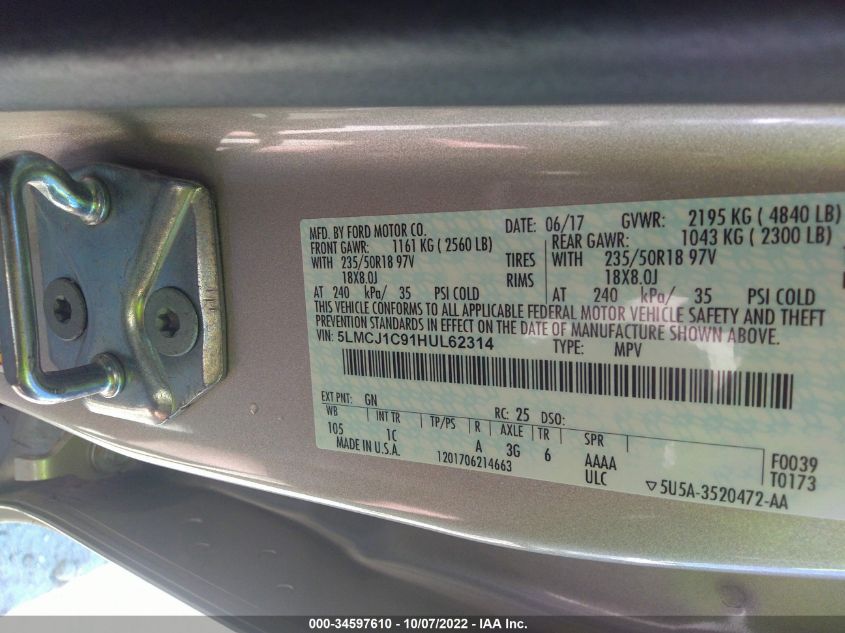 MFD. BY FORD MOTOR CO.
DATE: 06/17 GVWR: 2195 KG ( 4840 LB)
FRONT GAWR: 1161 KG ( 2560 LB) REAR GAWR: 1043 KG ( 2300 LB)
WITH 235/50R18 97V TIRES WITH 235/50R18 97V
18X8.0J RIMS 18X8.0J
AT 240 kPa/ 35 PSI COLD AT 240 kPa/ 35 PSI COLD
THIS VEHICLE CONFORMS TO ALL APPLICABLE FEDERAL MOTOR VEHICLE SAFETY AND THEFT
PREVENTION STANDARDS IN EFFECT ON THE DATE OF MANUFACTURE SHOWN ABOVE.
VIN: 5LMCJ1C91HUL62314 TYPE: MPV
EXT PNT: GN RC: 25 DSO:
WB INT TR TP/PS R AXLE TR SPR
105 1C A 3G 6 AAAA F0039
MADE IN U.S.A. 1201706214663 ULC T0173
▽5U5A-3520472-AA
000-34597610 - 10/07/2022 - IAA Inc.